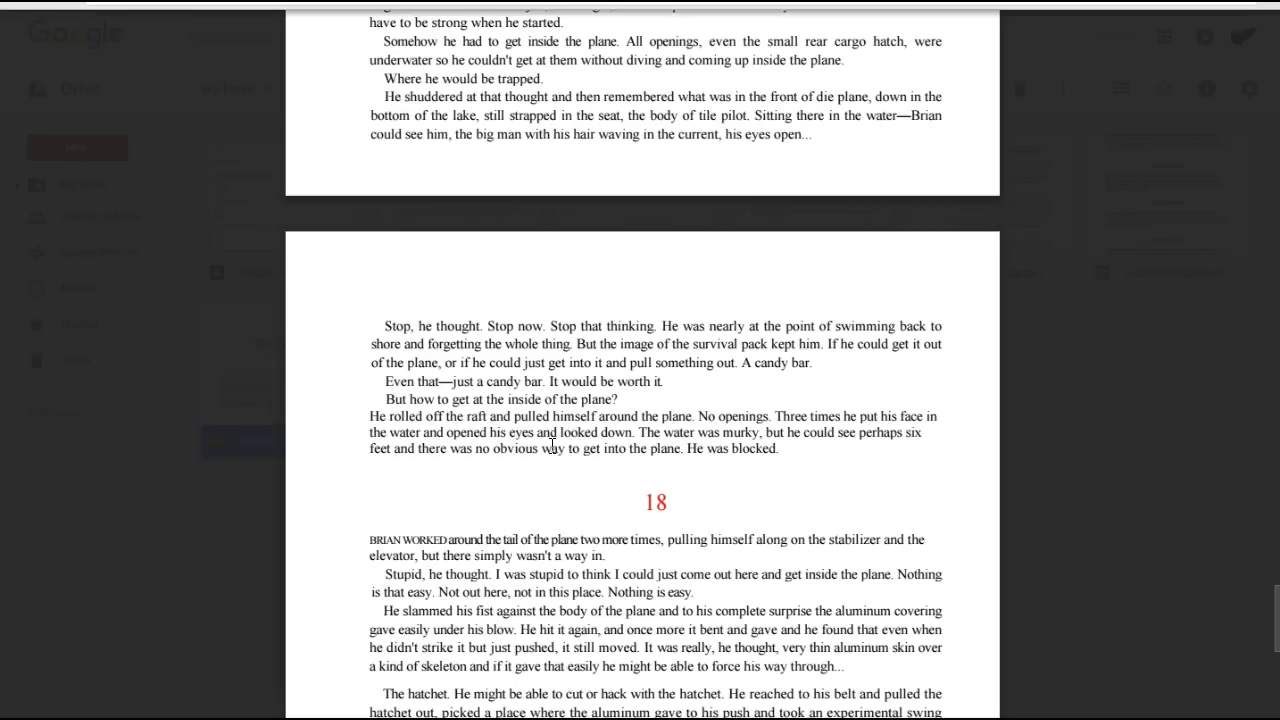 Google
have to be strong when he started.
Somehow he had to get inside the plane. All openings, even the small rear cargo hatch, were
underwater so he couldn't get at them without diving and coming up inside the plane.
Where he would be trapped.
He shuddered at that thought and then remembered what was in the front of die plane, down in the
bottom of the lake, still strapped in the seat, the body of tile pilot. Sitting there in the water—Brian
could see him, the big man with his hair waving in the current, his eyes open...
Stop, he thought. Stop now. Stop that thinking. He was nearly at the point of swimming back to
shore and forgetting the whole thing. But the image of the survival pack kept him. If he could get it out
of the plane, or if he could just get into it and pull something out. A candy bar.
Even that—just a candy bar. It would be worth it.
But how to get at the inside of the plane?
He rolled off the raft and pulled himself around the plane. No openings. Three times he put his face in
the water and opened his eyes and looked down. The water was murky, but he could see perhaps six
feet and there was no obvious way to get into the plane. He was blocked.
18
BRIAN WORKED around the tail of the plane two more times, pulling himself along on the stabilizer and the
elevator, but there simply wasn't a way in.
Stupid, he thought. I was stupid to think I could just come out here and get inside the plane. Nothing
is that easy. Not out here, not in this place. Nothing is easy.
He slammed his fist against the body of the plane and to his complete surprise the aluminum covering
gave easily under his blow. He hit it again, and once more it bent and gave and he found that even when
he didn't strike it but just pushed, it still moved. It was really, he thought, very thin aluminum skin over
a kind of skeleton and if it gave that easily he might be able to force his way through...
The hatchet. He might be able to cut or hack with the hatchet. He reached to his belt and pulled the
hatchet out, picked a place where the aluminum gave to his push and took an experimental swing